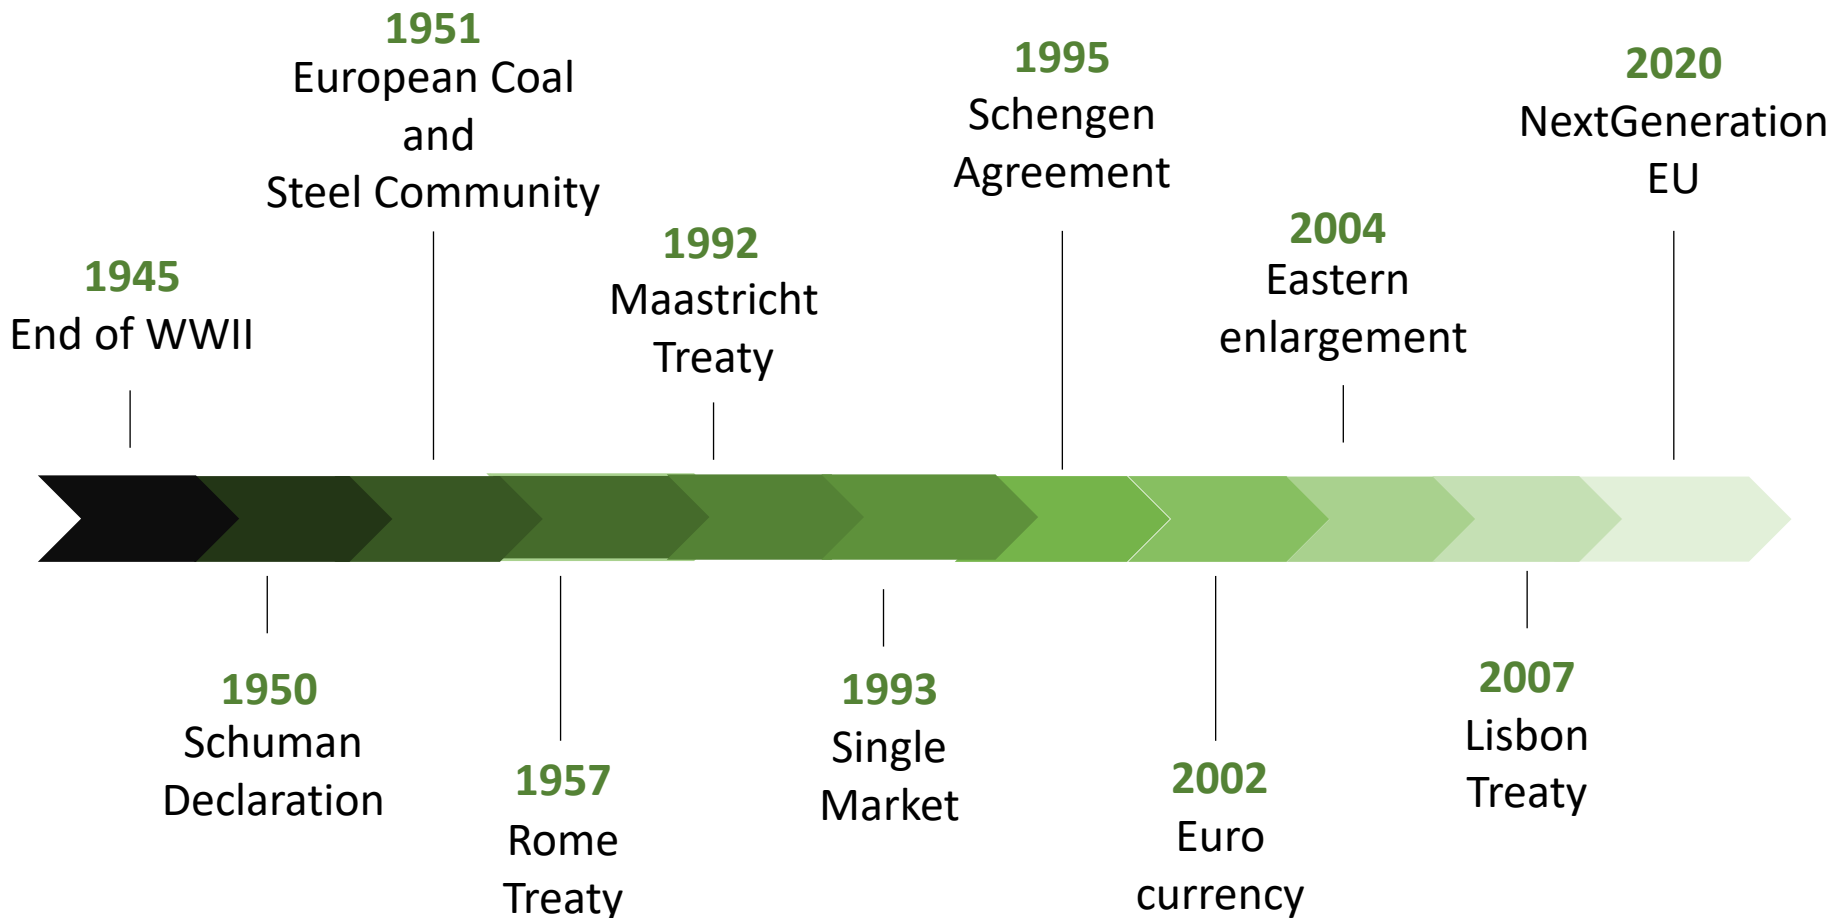 1945
End of WWII
1950
Schuman
Declaration
1951
European Coal
and
Steel Community
1957
Rome
Treaty
1992
Maastricht
Treaty
1993
Single
Market
1995
Schengen
Agreement
2002
Euro
currency
2004
Eastern
enlargement
2007
Lisbon
Treaty
2020
NextGeneration
EU